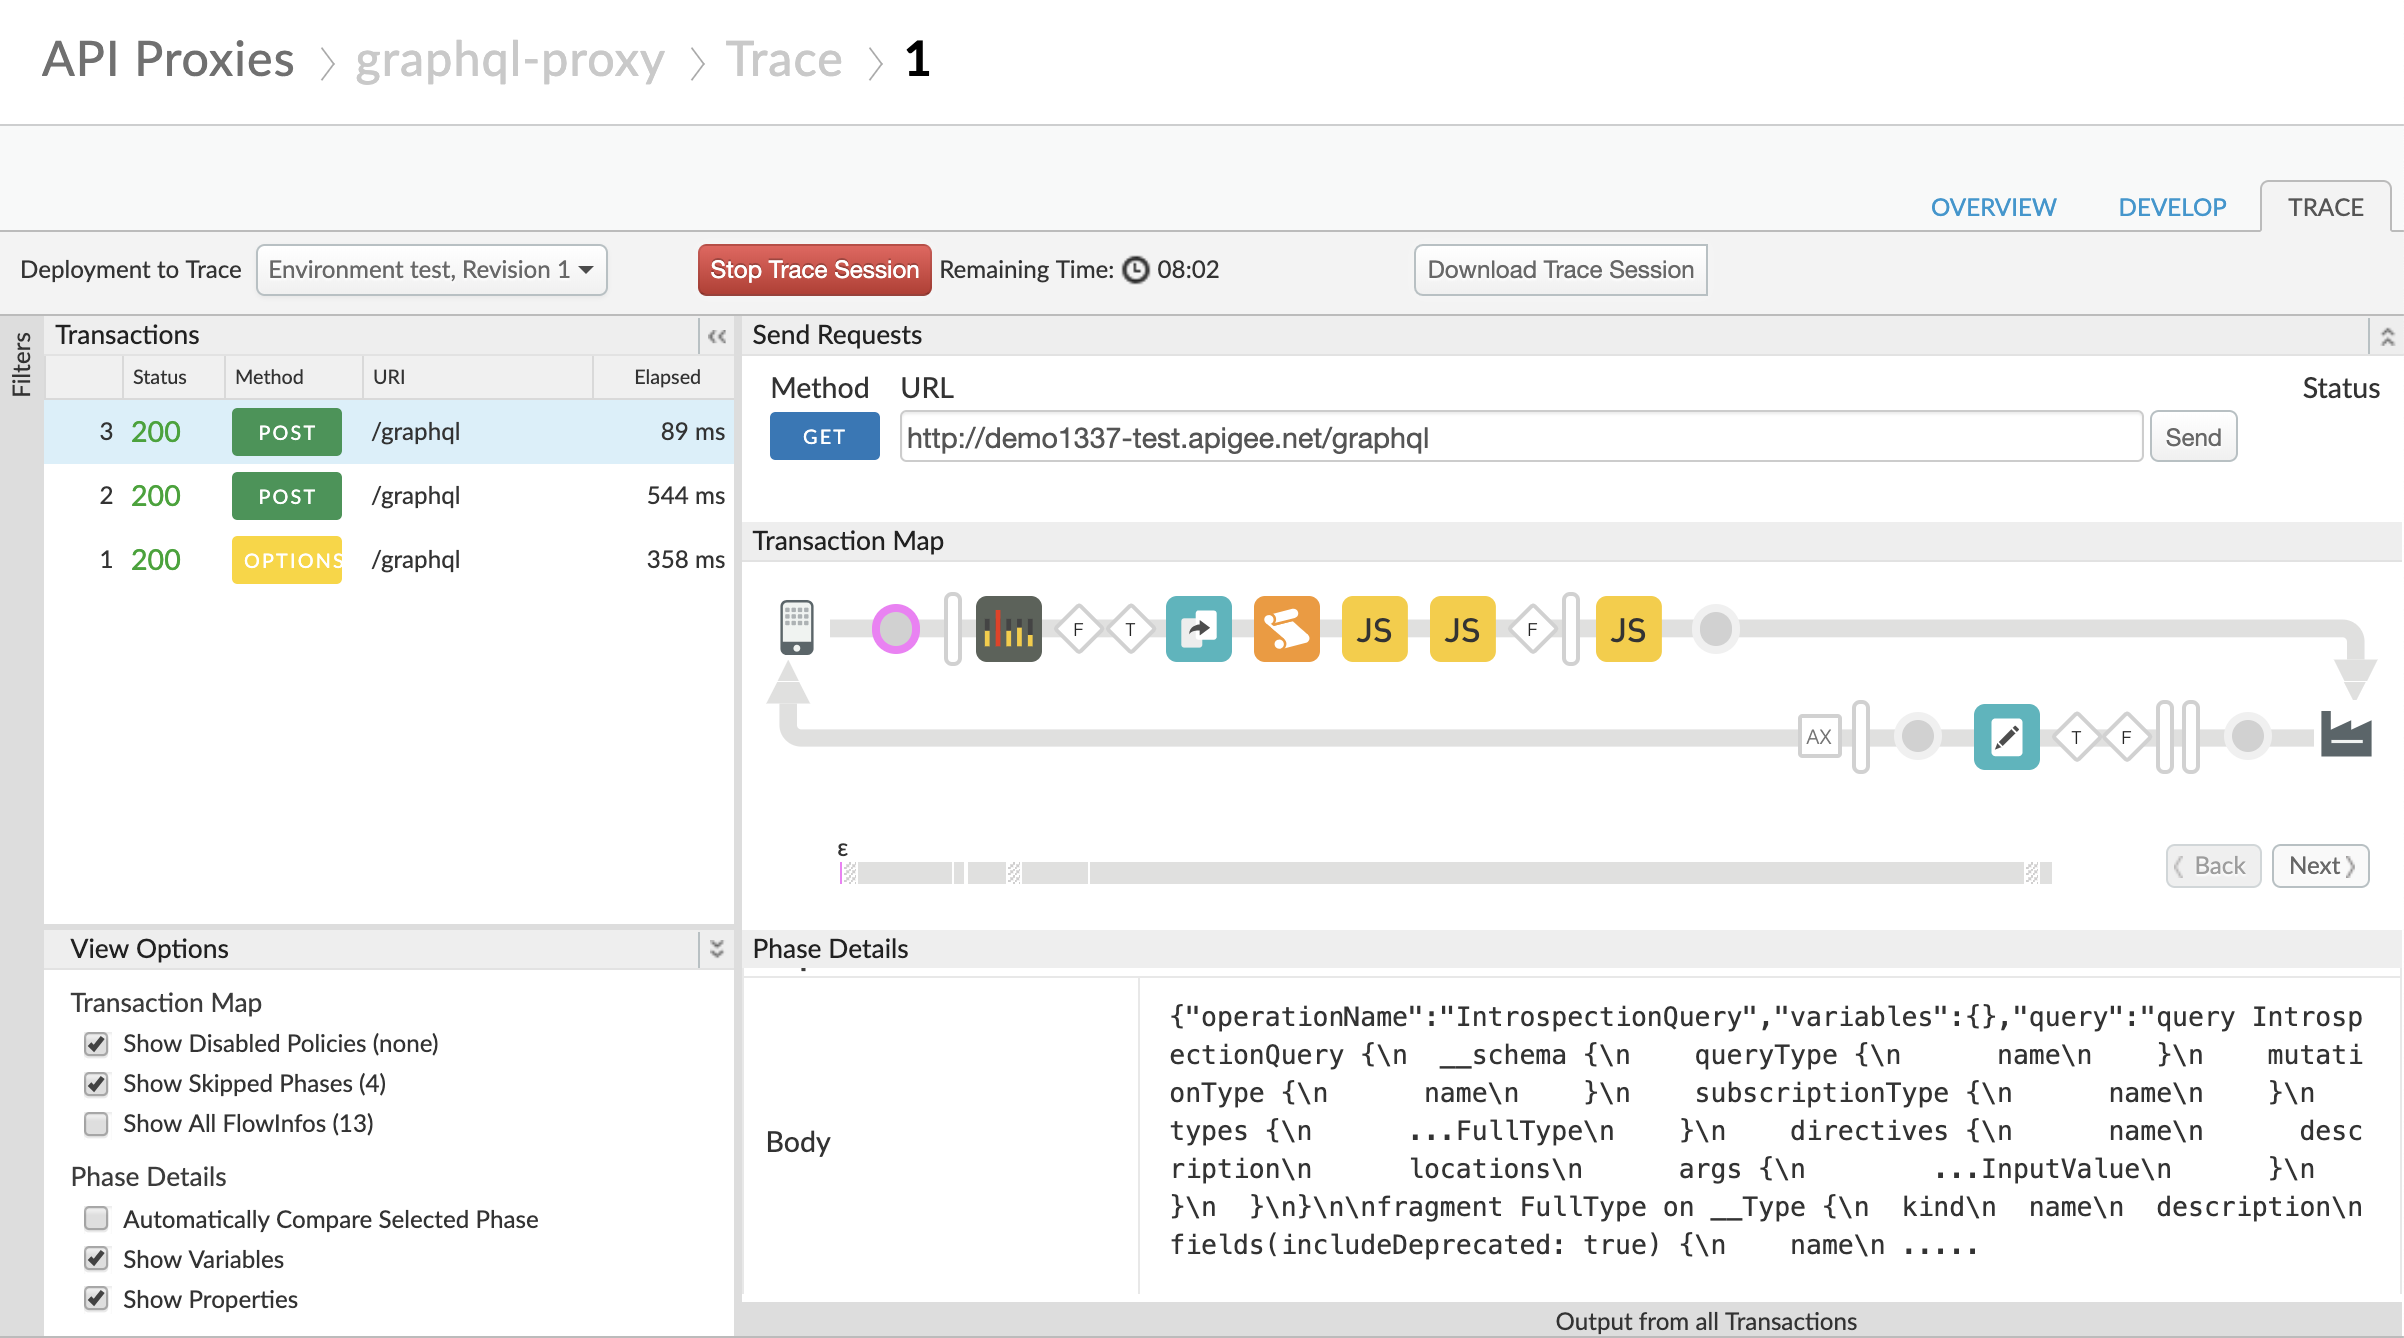 API Proxies > graphql-proxy > Trace > 1
OVERVIEW DEVELOP TRACE
Deployment to Trace Environment test, Revision 1 Stop Trace Session Remaining Time: 08:02 Download Trace Session
Filters
Transactions
Status Method URI Elapsed
3 200 POST /graphql 89 ms
2 200 POST /graphql 544 ms
1 200 OPTIONS /graphql 358 ms
Send Requests
Method URL Status
GET http://demo1337-test.apigee.net/graphql Send
Transaction Map
F T JS JS F JS
AX T F
ε
Back Next
View Options
Transaction Map
Show Disabled Policies (none)
Show Skipped Phases (4)
Show All FlowInfos (13)
Phase Details
Automatically Compare Selected Phase
Show Variables
Show Properties
Phase Details
Body
{"operationName":"IntrospectionQuery","variables":{},"query":"query Introsp
ectionQuery {\n  __schema {\n    queryType {\n      name\n    }\n    mutati
onType {\n      name\n    }\n    subscriptionType {\n      name\n    }\n
types {\n      ...FullType\n    }\n    directives {\n      name\n      desc
ription\n      locations\n      args {\n        ...InputValue\n      }\n
}\n  }\n}\n\nfragment FullType on __Type {\n  kind\n  name\n  description\n
fields(includeDeprecated: true) {\n    name\n .....
Output from all Transactions